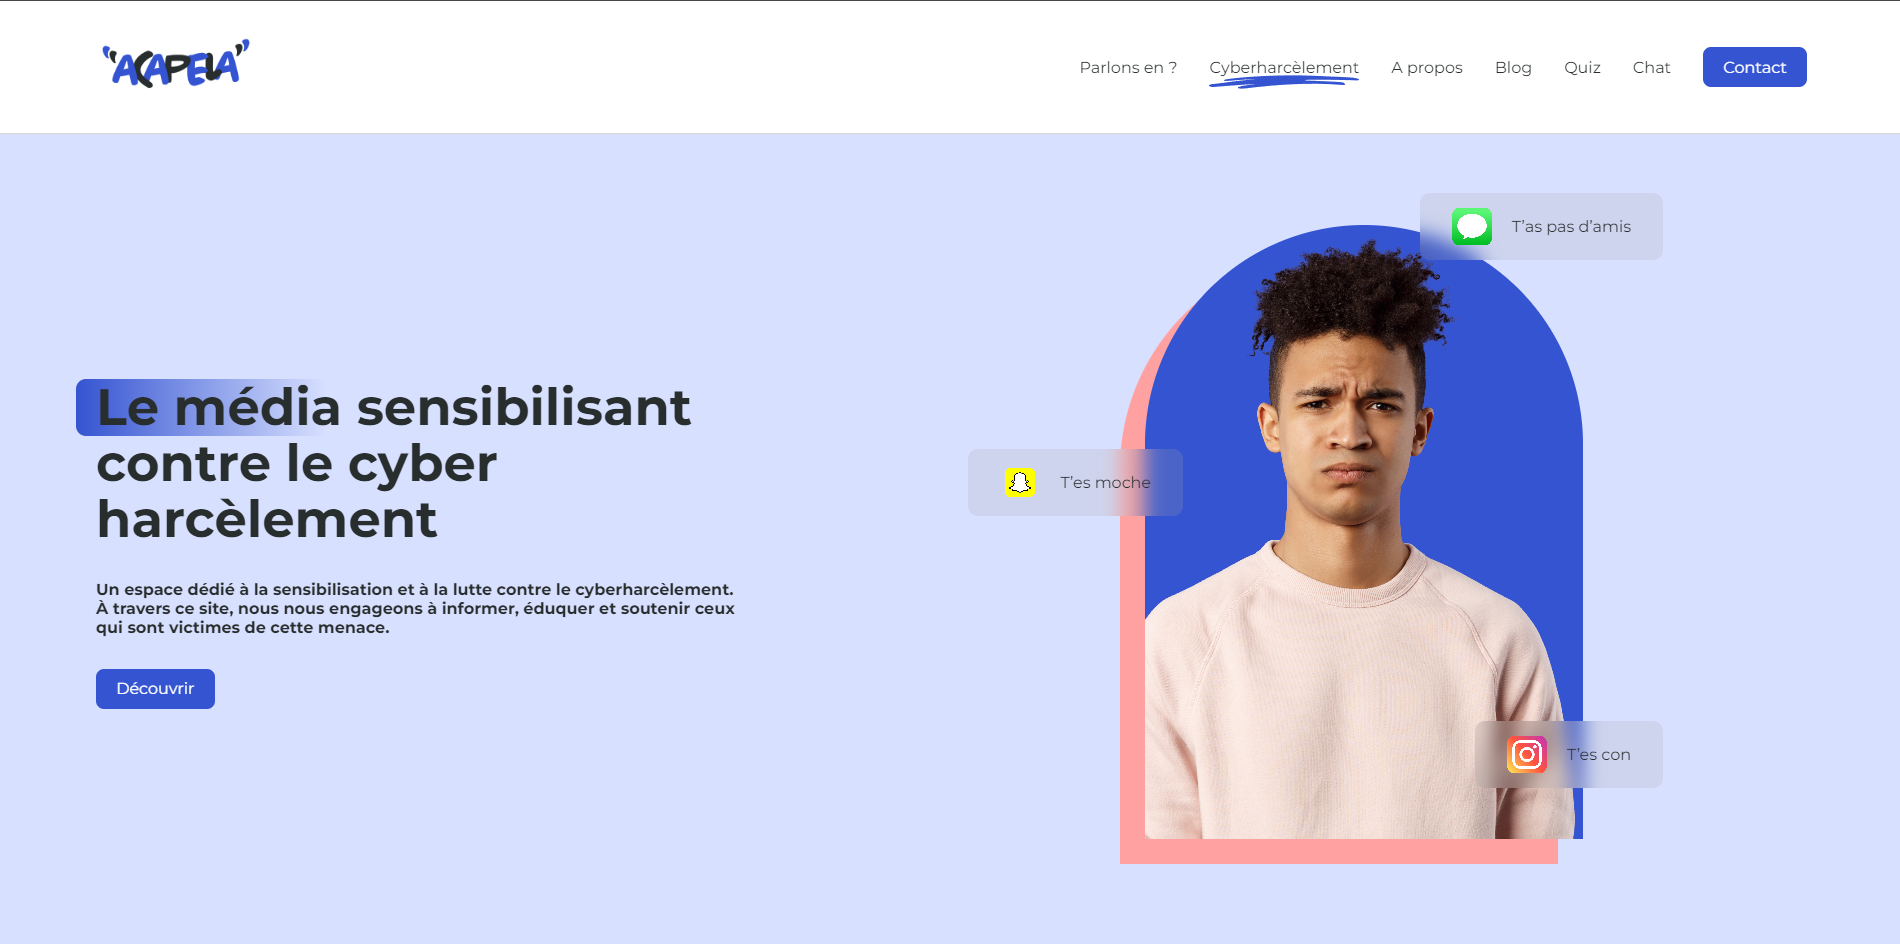 "ACAPELA"
Parlons en ?
Cyberharcèlement
A propos
Blog
Quiz
Chat
Contact
T’as pas d’amis
Le média sensibilisant
contre le cyber
harcèlement
T’es moche
Un espace dédié à la sensibilisation et à la lutte contre le cyberharcèlement.
À travers ce site, nous nous engageons à informer, éduquer et soutenir ceux
qui sont victimes de cette menace.
Découvrir
T’es con